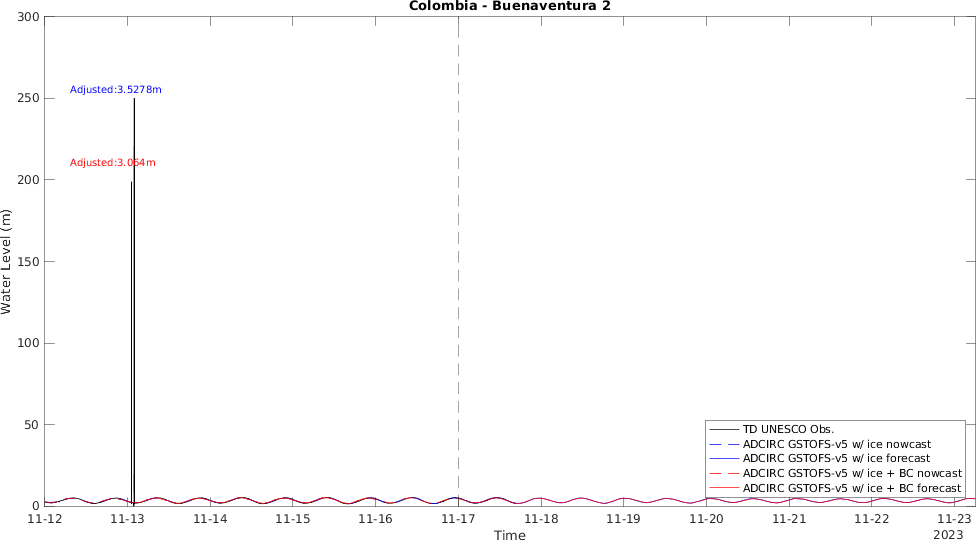 Colombia - Buenaventura 2
300
250
200
150
100
50
0
Water Level (m)
Adjusted:3.5278m
Adjusted:3.064m
TD UNESCO Obs.
ADCIRC GSTOFS-v5 w/ ice nowcast
ADCIRC GSTOFS-v5 w/ ice forecast
ADCIRC GSTOFS-v5 w/ ice + BC nowcast
ADCIRC GSTOFS-v5 w/ ice + BC forecast
11-12 11-13 11-14 11-15 11-16 11-17 11-18 11-19 11-20 11-21 11-22 11-23
Time
2023